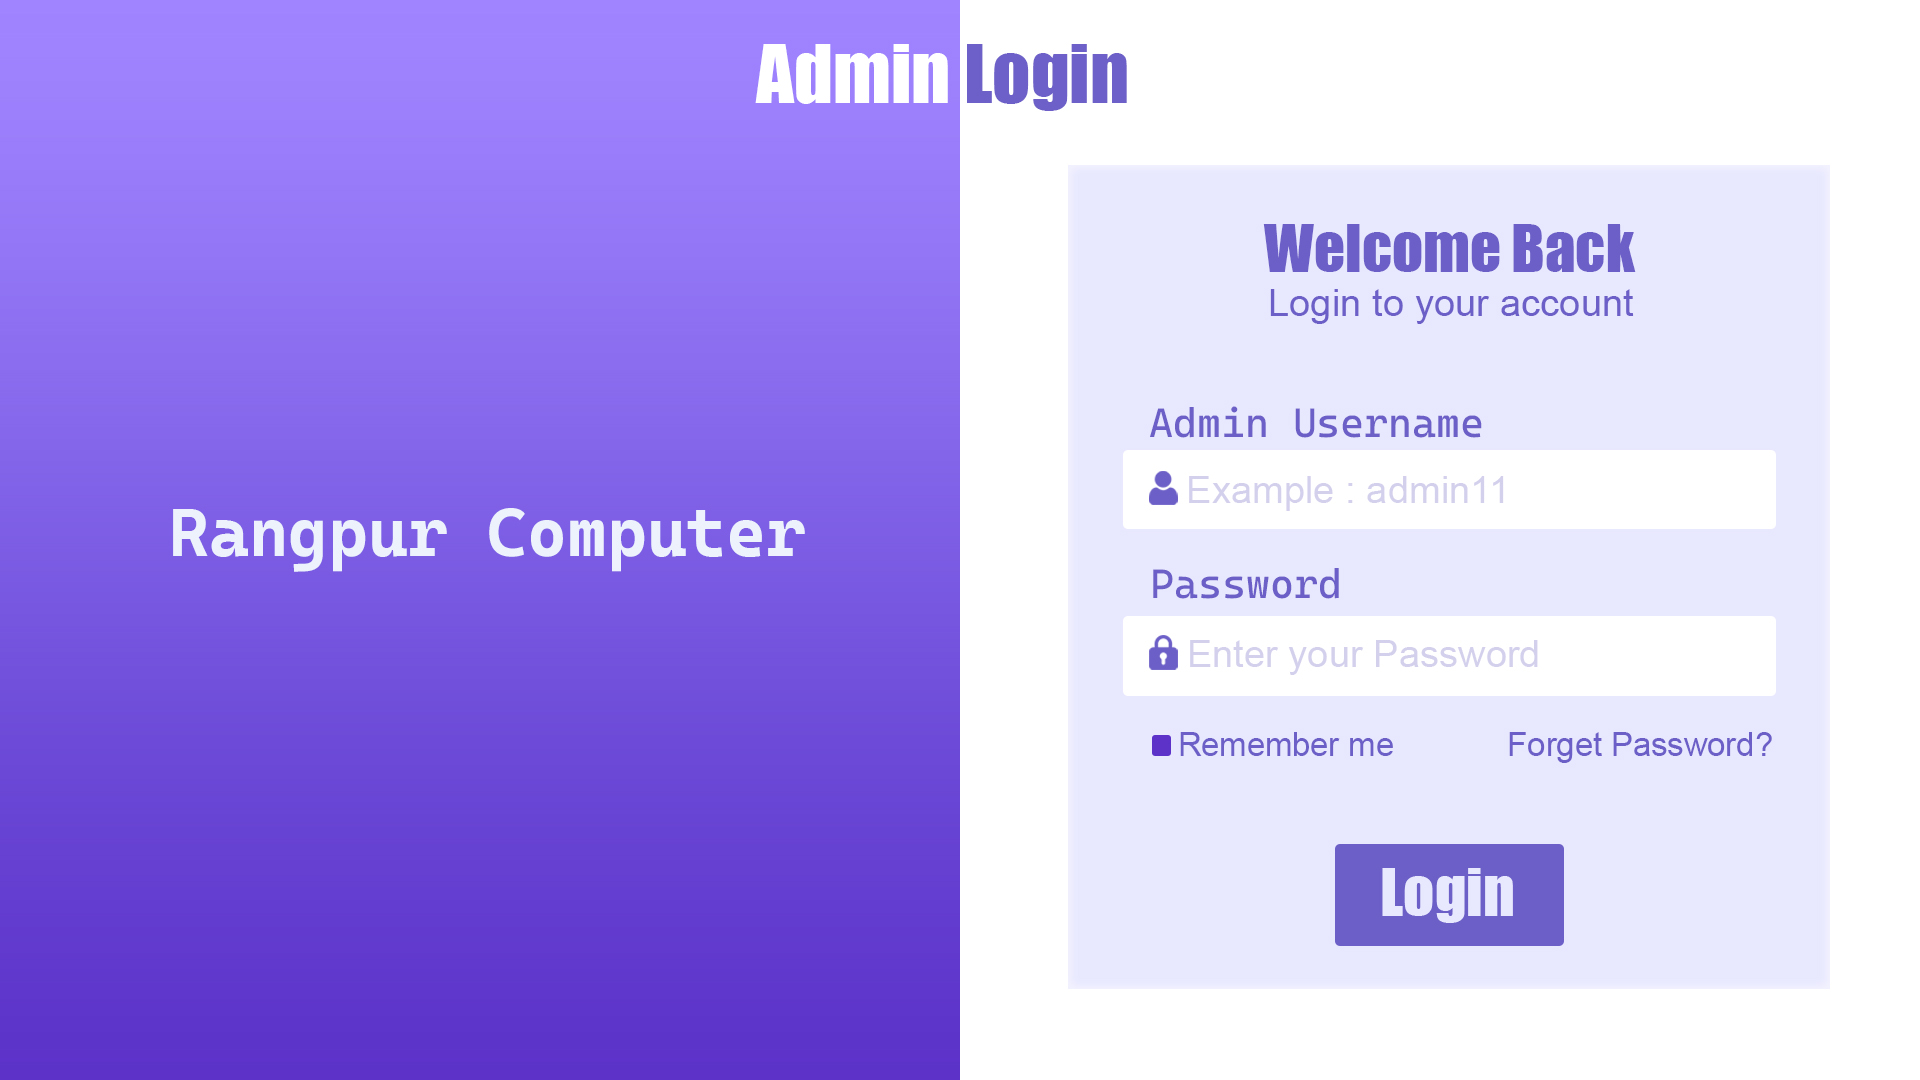 Admin Login
Rangpur Computer
Welcome Back
Login to your account
Admin Username
Example : admin11
Password
Enter your Password
Remember me
Forget Password?
Login